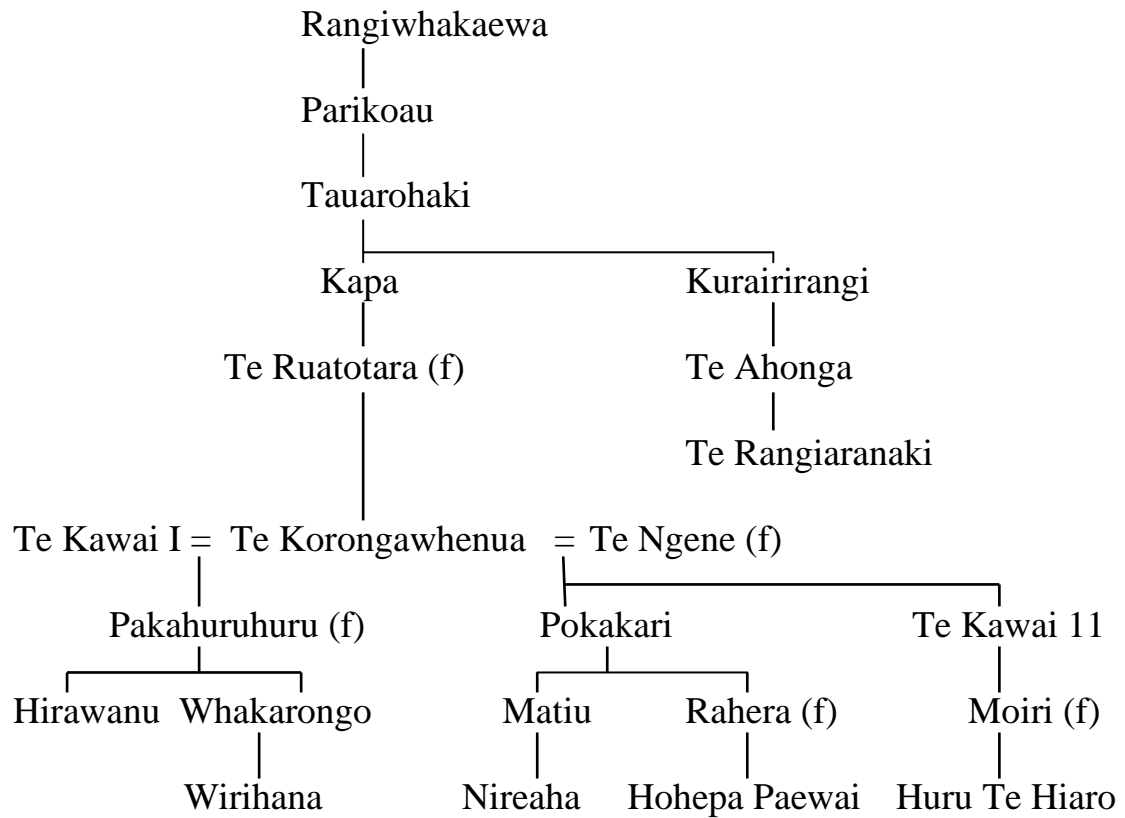 Rangiwhakaewa
Parikoau
Tauarohaki
Kapa Kurairirangi
Te Ruatotara (f) Te Ahonga
Te Rangiaranaki
Te Kawai I = Te Korongawhenua = Te Ngene (f)
Pakahuruhuru (f) Pokakari Te Kawai 11
Hirawanu Whakarongo Matiu Rahera (f) Moiri (f)
Wirihana Nireaha Hohepa Paewai Huru Te Hiaro